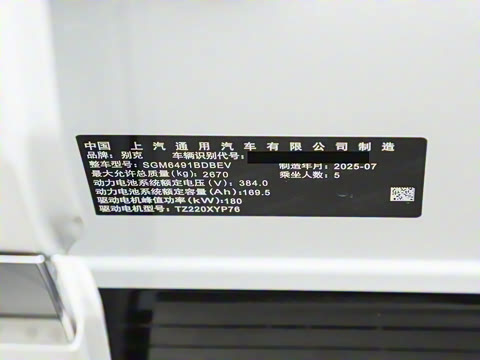 中国 上汽通用汽车有限公司制造
品牌：别克 车辆识别代号：
整车型号：SGM6491BDBEV 制造年月：2025-07
最大允许总质量(kg)：2670 乘坐人数：5
动力电池系统额定电压(V)：384.0
动力电池系统额定容量(Ah)：169.5
驱动电机峰值功率(kW)：180
驱动电机型号：TZ220XYP76